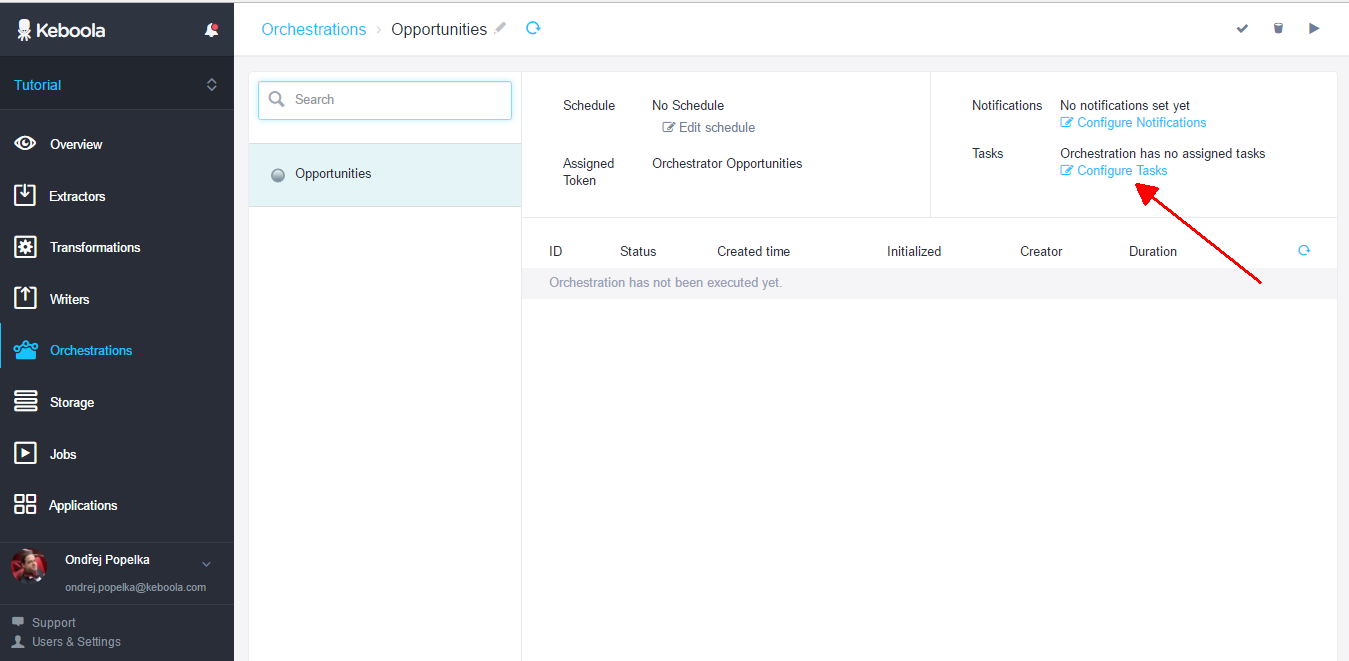 Keboola
Orchestrations › Opportunities
Tutorial
Overview
Extractors
Transformations
Writers
Orchestrations
Storage
Jobs
Applications
Ondřej Popelka
ondrej.popelka@keboola.com
Support
Users & Settings
Search
Opportunities
Schedule
No Schedule
Edit schedule
Assigned
Token
Orchestrator Opportunities
Notifications
No notifications set yet
Configure Notifications
Tasks
Orchestration has no assigned tasks
Configure Tasks
ID Status Created time Initialized Creator Duration
Orchestration has not been executed yet.